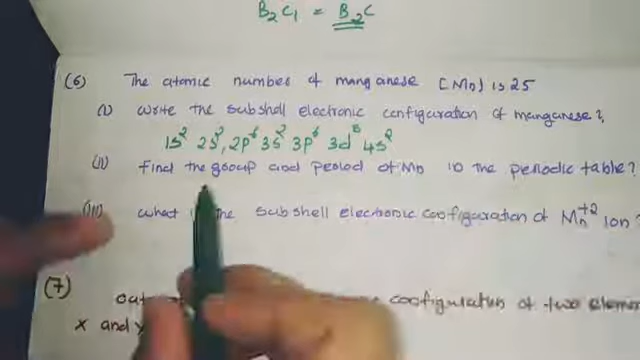 B₂C₁ = B₂C
(6) The atomic number of manganese [Mn] is 25
(I) Write the subshell electronic configuration of manganese?
1s² 2s², 2p⁶ 3s² 3p⁶ 3d⁵ 4s²
(II) Find the group and period of Mn in the periodic table?
(III) What the subshell electronic configuration of Mn⁺² ion?
(7) configuration of two
x and